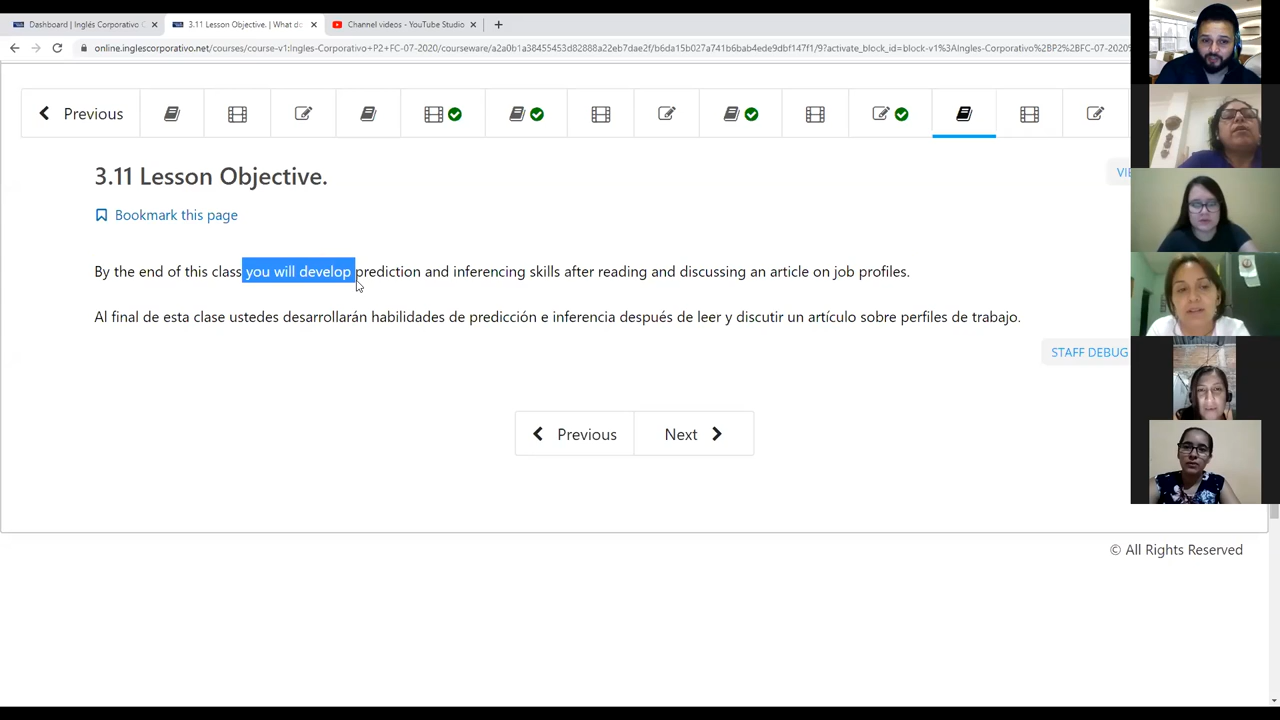 Dashboard | Inglés Corporativo C
3.11 Lesson Objective. | What do
Channel videos - YouTube Studio
online.inglescorporativo.net/courses/course-v1:Ingles-Corporativo+P2+FC-07-2020/courseware/a2a0b1a38455453d82888a22eb7dae2f/b6da15b027a741b6bab4ede9dbf147f1/9?activate_block_id=block-v1%3AIngles-Corporativo%2BP2%2BFC-07-2020%
Previous
3.11 Lesson Objective.
VIE
Bookmark this page
By the end of this class you will develop prediction and inferencing skills after reading and discussing an article on job profiles.
Al final de esta clase ustedes desarrollarán habilidades de predicción e inferencia después de leer y discutir un artículo sobre perfiles de trabajo.
STAFF DEBUG
Previous
Next
© All Rights Reserved